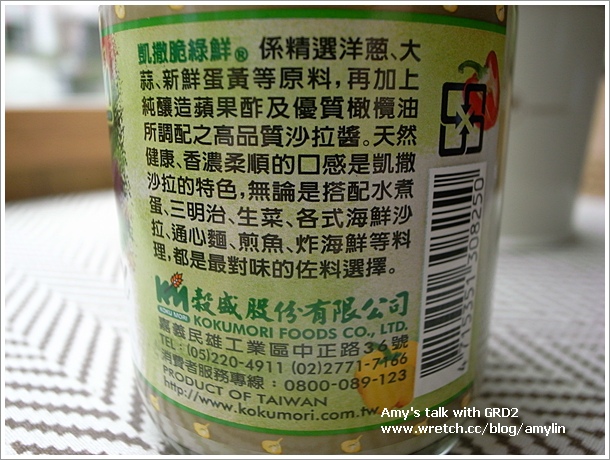 凱撒脆綠鮮® 係精選洋蔥、大
蒜、新鮮蛋黃等原料，再加上
純釀造蘋果酢及優質橄欖油
所調配之高品質沙拉醬。天然
健康、香濃柔順的口感是凱撒
沙拉的特色，無論是搭配水煮
蛋、三明治、生菜、各式海鮮沙
拉、通心麵、煎魚、炸海鮮等料
理，都是最對味的佐料選擇。
KM
KOKU MORI
穀盛股份有限公司
KOKUMORI FOODS CO., LTD.
嘉義民雄工業區中正路36號
TEL：(05)220-4911 (02)2771-7166
消費者服務專線：0800-089-123
PRODUCT OF TAIWAN
http://www.kokumori.com.tw
4 715351 308250
Amy's talk with GRD2
www.wretch.cc/blog/amylin